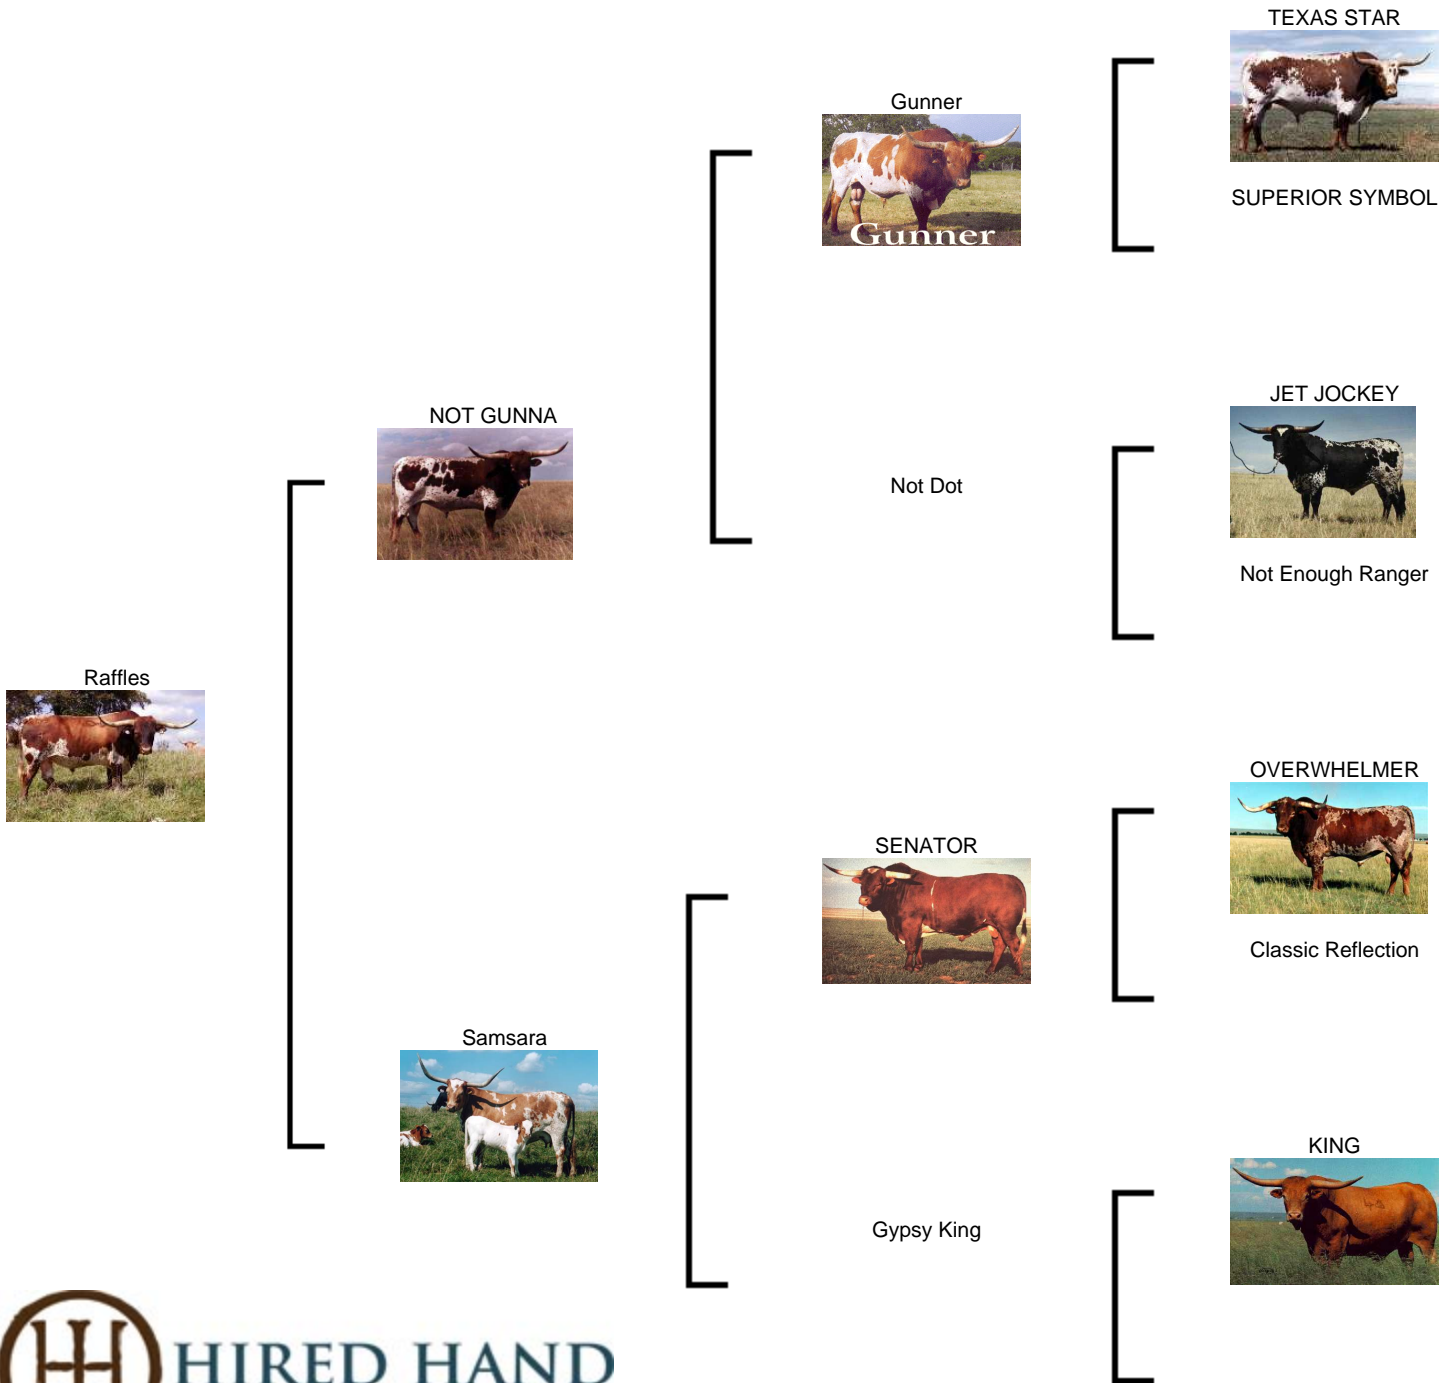 TEXAS STAR
Gunner
Gunner
SUPERIOR SYMBOL
JET JOCKEY
NOT GUNNA
Not Dot
Not Enough Ranger
Raffles
OVERWHELMER
SENATOR
Classic Reflection
Samsara
KING
Gypsy King
HIRED HAND